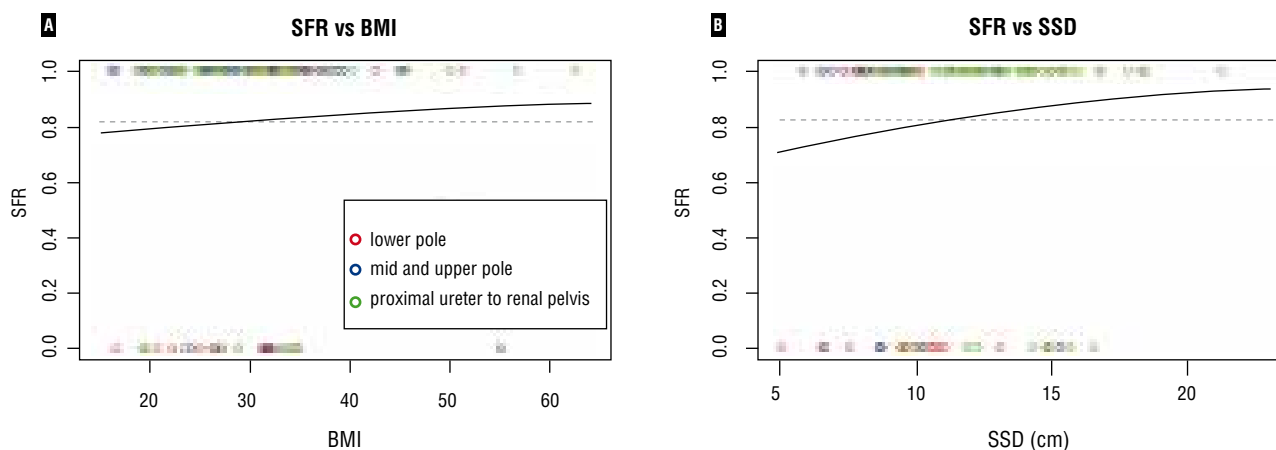 A
SFR vs BMI
SFR
1.0
0.8
0.6
0.4
0.2
0.0
lower pole
mid and upper pole
proximal ureter to renal pelvis
20 30 40 50 60
BMI
B
SFR vs SSD
SFR
1.0
0.8
0.6
0.4
0.2
0.0
5 10 15 20
SSD (cm)